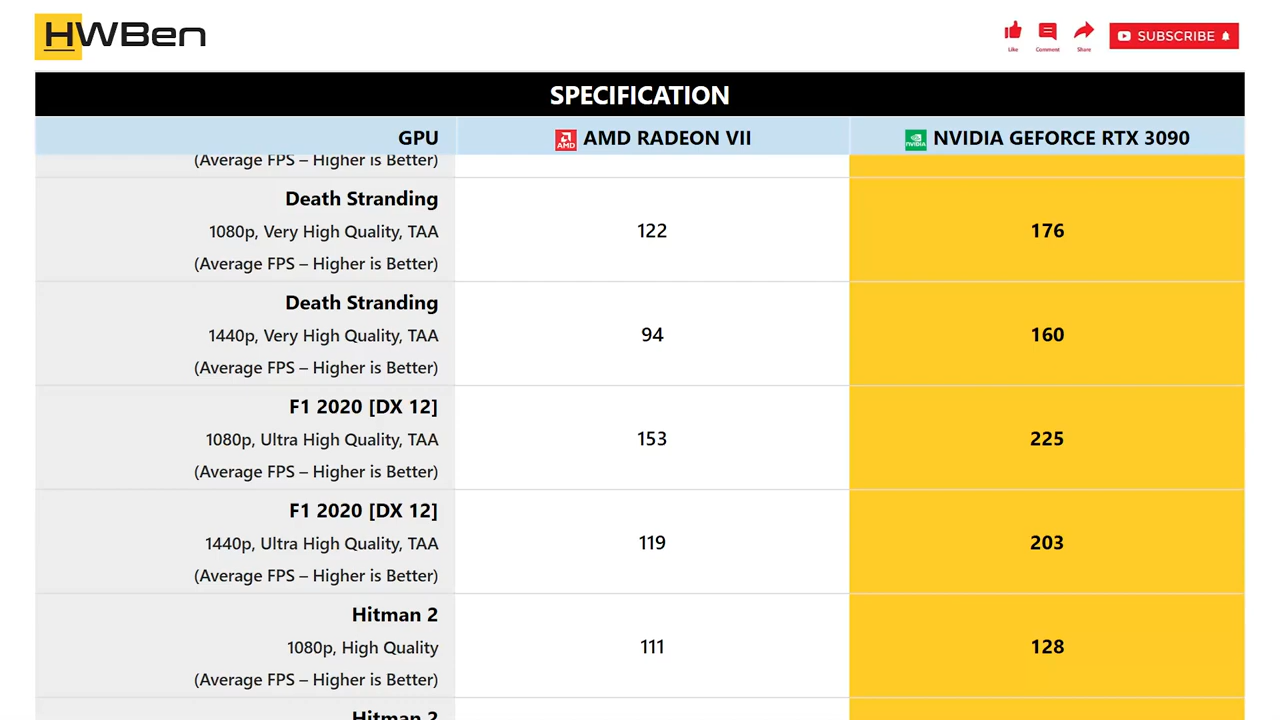 HWBen
Like
Comment
Share
SUBSCRIBE
SPECIFICATION
GPU
AMD
AMD RADEON VII
NVIDIA
NVIDIA GEFORCE RTX 3090
(Average FPS – Higher is Better)
Death Stranding
1080p, Very High Quality, TAA
(Average FPS – Higher is Better)
122
176
Death Stranding
1440p, Very High Quality, TAA
(Average FPS – Higher is Better)
94
160
F1 2020 [DX 12]
1080p, Ultra High Quality, TAA
(Average FPS – Higher is Better)
153
225
F1 2020 [DX 12]
1440p, Ultra High Quality, TAA
(Average FPS – Higher is Better)
119
203
Hitman 2
1080p, High Quality
(Average FPS – Higher is Better)
111
128
Hitman 2